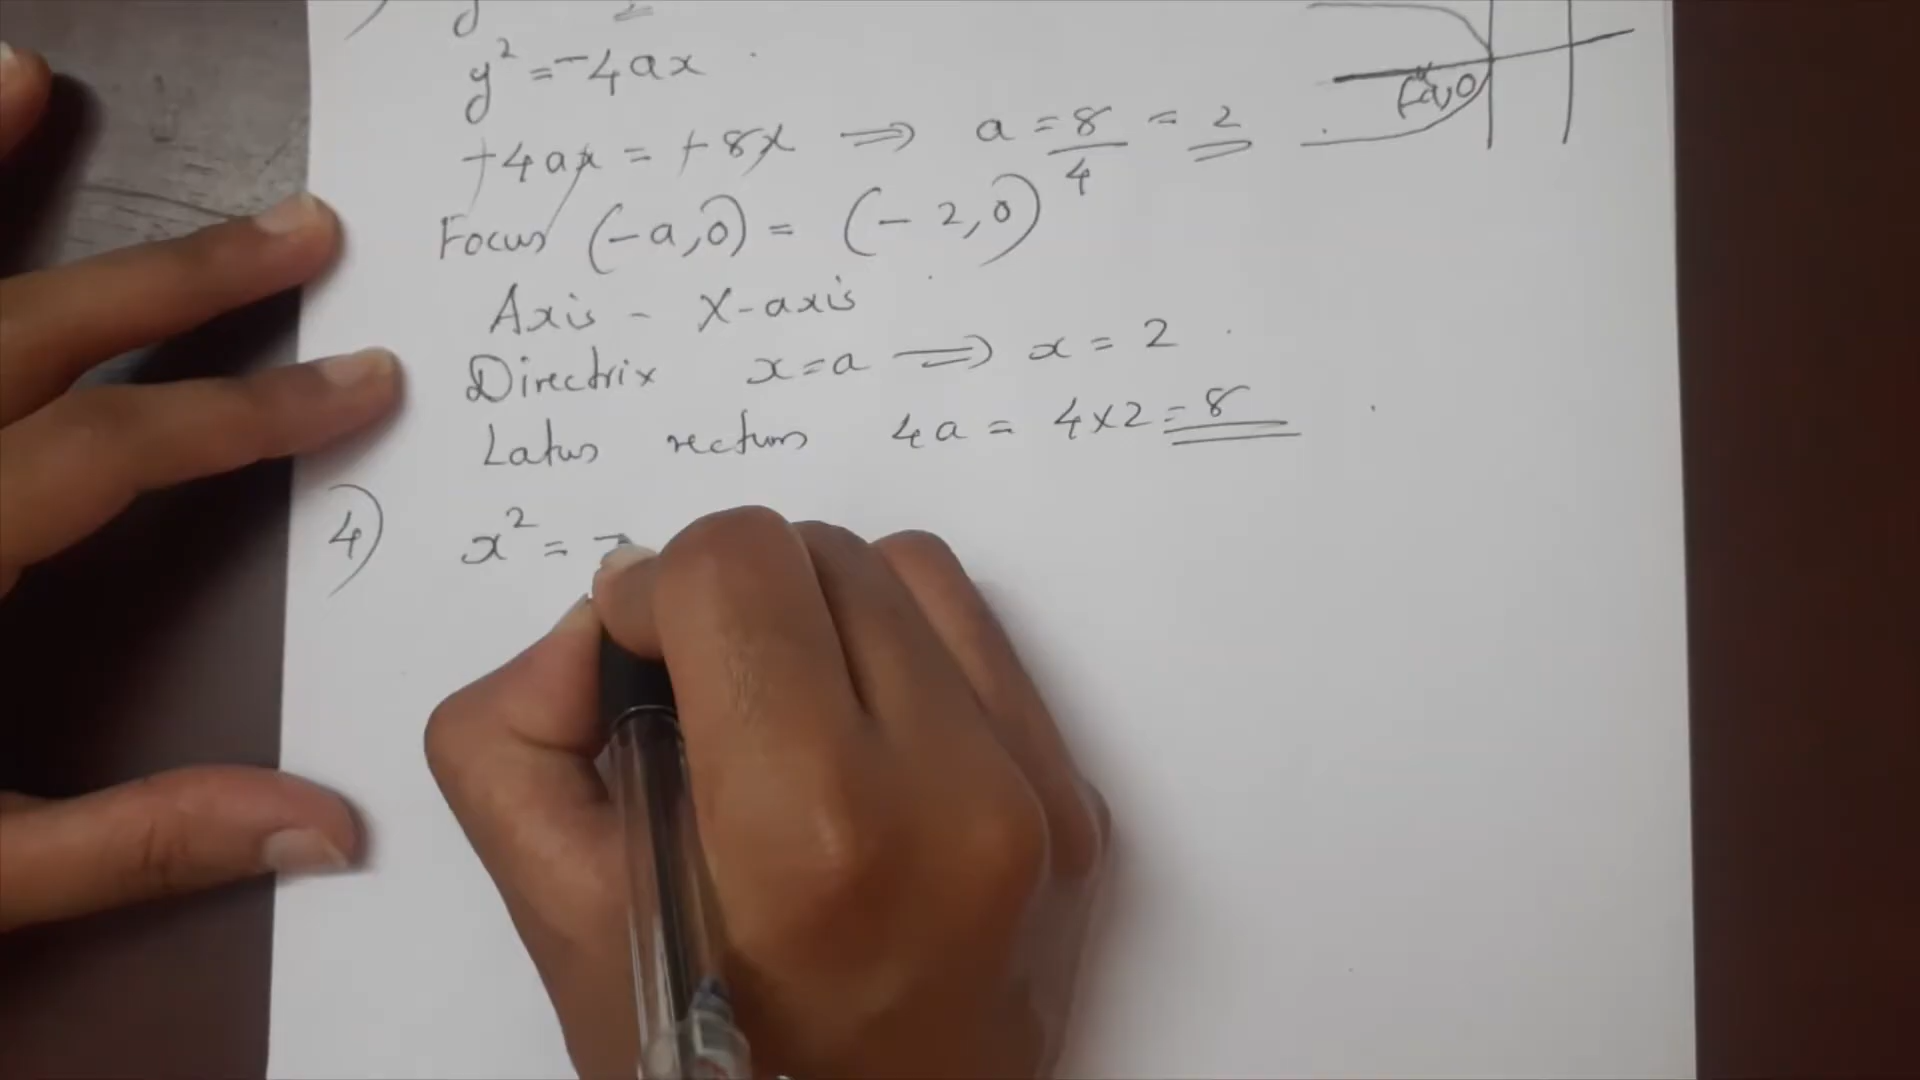 y² = -4ax
+4ax = +8x ⟹ a = 8/4 = 2
Focus (-a,0) = (-2,0)
Axis - X-axis
Directrix x=a ⟹ x = 2
Latus rectum 4a = 4×2 = 8
4) x² = -